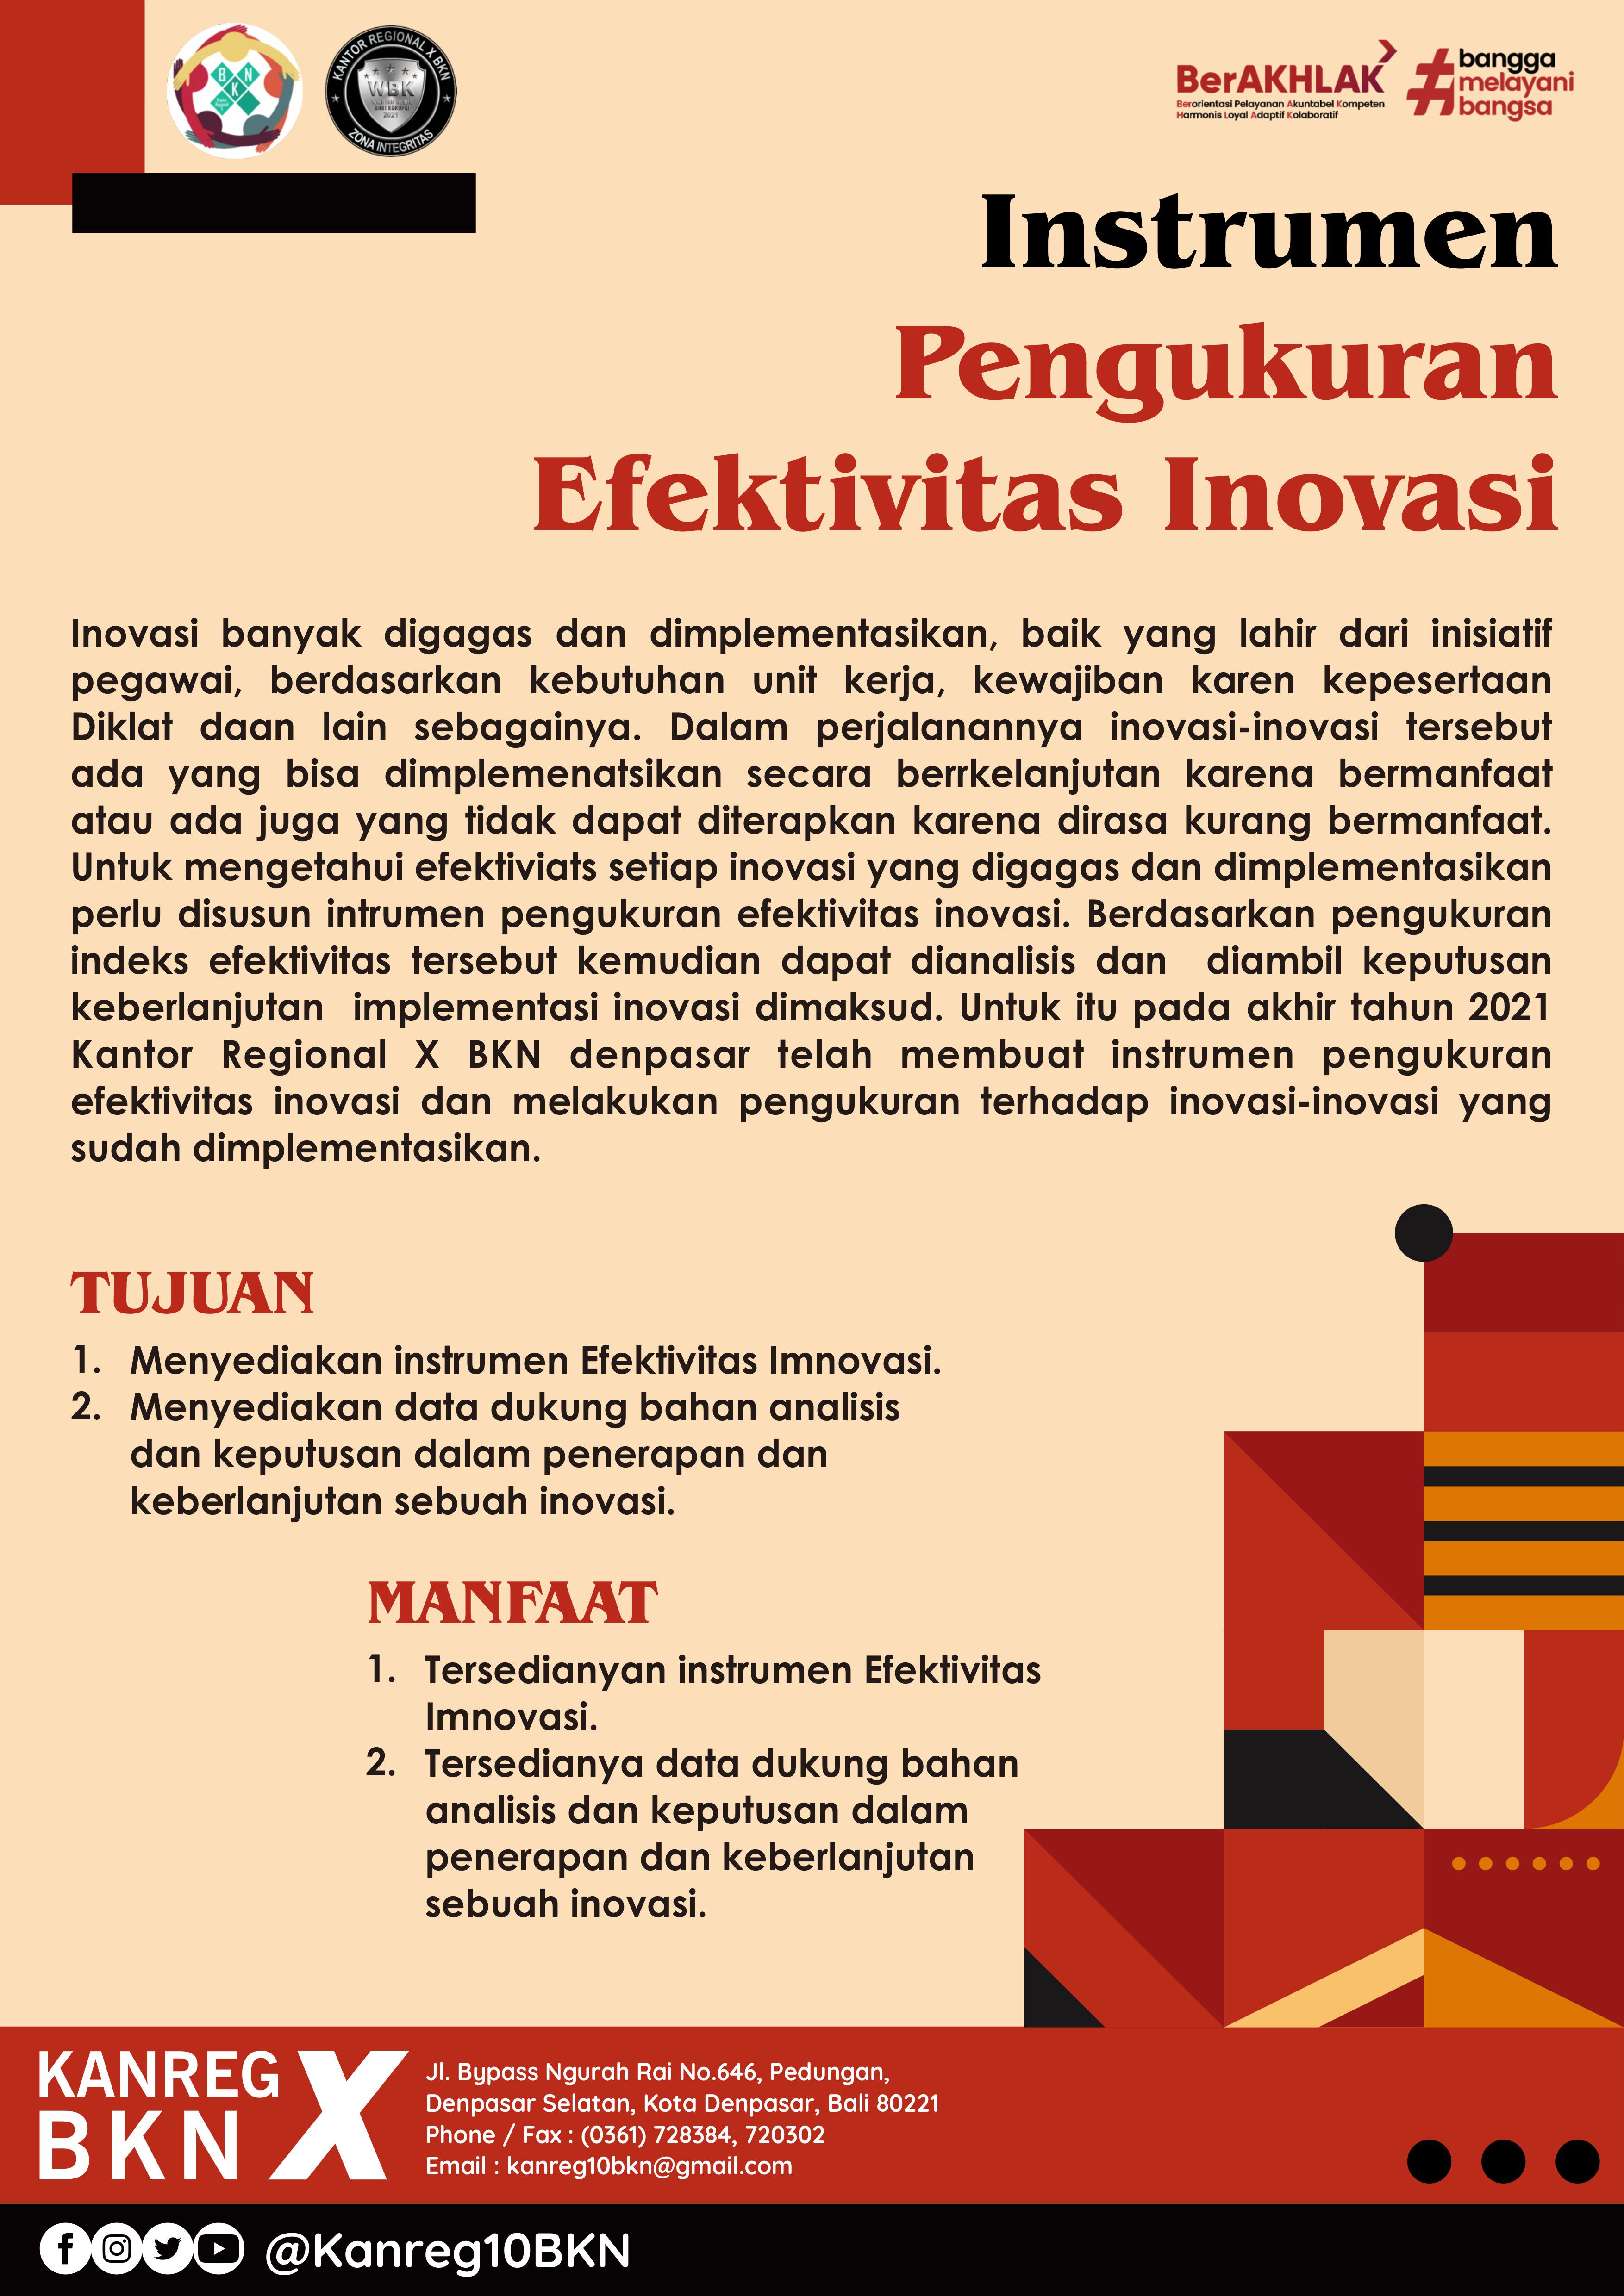 B N
K
KANTOR REGIONAL X BKN
WBK
2021
ZONA INTEGRITAS
BerAKHLAK
Berorientasi Pelayanan Akuntabel Kompeten
Harmonis Loyal Adaptif Kolaboratif
#bangga
melayani
bangsa
Instrumen
Pengukuran
Efektivitas Inovasi
Inovasi banyak digagas dan dimplementasikan, baik yang lahir dari inisiatif
pegawai, berdasarkan kebutuhan unit kerja, kewajiban karen kepesertaan
Diklat daan lain sebagainya. Dalam perjalanannya inovasi-inovasi tersebut
ada yang bisa dimplemenatsikan secara berrkelanjutan karena bermanfaat
atau ada juga yang tidak dapat diterapkan karena dirasa kurang bermanfaat.
Untuk mengetahui efektiviats setiap inovasi yang digagas dan dimplementasikan
perlu disusun intrumen pengukuran efektivitas inovasi. Berdasarkan pengukuran
indeks efektivitas tersebut kemudian dapat dianalisis dan diambil keputusan
keberlanjutan implementasi inovasi dimaksud. Untuk itu pada akhir tahun 2021
Kantor Regional X BKN denpasar telah membuat instrumen pengukuran
efektivitas inovasi dan melakukan pengukuran terhadap inovasi-inovasi yang
sudah dimplementasikan.
TUJUAN
1. Menyediakan instrumen Efektivitas Imnovasi.
2. Menyediakan data dukung bahan analisis
dan keputusan dalam penerapan dan
keberlanjutan sebuah inovasi.
MANFAAT
1. Tersedianyan instrumen Efektivitas
Imnovasi.
2. Tersedianya data dukung bahan
analisis dan keputusan dalam
penerapan dan keberlanjutan
sebuah inovasi.
KANREG
BKN X
Jl. Bypass Ngurah Rai No.646, Pedungan,
Denpasar Selatan, Kota Denpasar, Bali 80221
Phone / Fax : (0361) 728384, 720302
Email : kanreg10bkn@gmail.com
@Kanreg10BKN